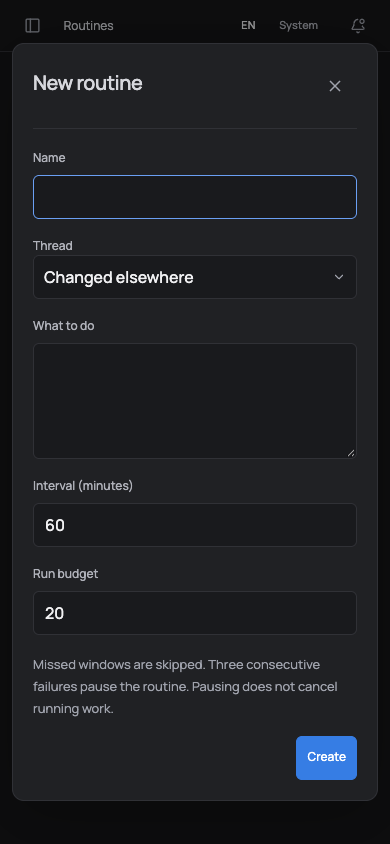 Routines
EN
System
New routine
Name
Thread
Changed elsewhere
What to do
Interval (minutes)
60
Run budget
20
Missed windows are skipped. Three consecutive
failures pause the routine. Pausing does not cancel
running work.
Create